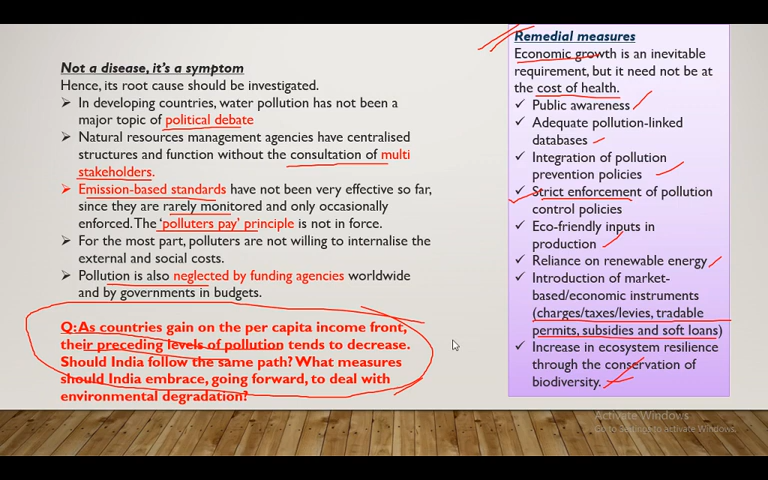 Not a disease, it's a symptom
Hence, its root cause should be investigated.
➢ In developing countries, water pollution has not been a
major topic of political debate
➢ Natural resources management agencies have centralised
structures and function without the consultation of multi
stakeholders.
➢ Emission-based standards have not been very effective so far,
since they are rarely monitored and only occasionally
enforced. The 'polluters pay' principle is not in force.
➢ For the most part, polluters are not willing to internalise the
external and social costs.
➢ Pollution is also neglected by funding agencies worldwide
and by governments in budgets.
Q:As countries gain on the per capita income front,
their preceding levels of pollution tends to decrease.
Should India follow the same path? What measures
should India embrace, going forward, to deal with
environmental degradation?
Remedial measures
Economic growth is an inevitable
requirement, but it need not be at
the cost of health.
✓ Public awareness
✓ Adequate pollution-linked
databases
✓ Integration of pollution
prevention policies
✓ Strict enforcement of pollution
control policies
✓ Eco-friendly inputs in
production
✓ Reliance on renewable energy
✓ Introduction of market-
based/economic instruments
(charges/taxes/levies, tradable
permits, subsidies and soft loans)
✓ Increase in ecosystem resilience
through the conservation of
biodiversity.
Activate Windows
Go to Settings to activate Windows.